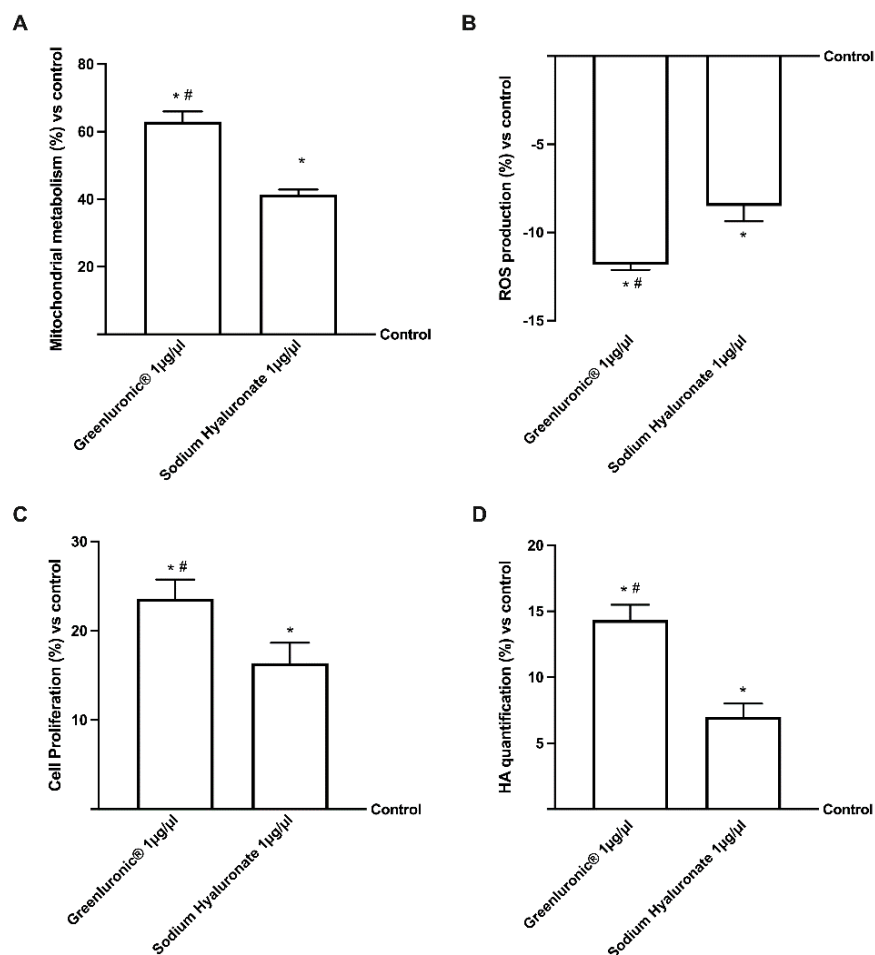 A
Mitochondrial metabolism (%) vs control
80
60
40
20
* #
*
Control
Greenluronic® 1µg/µl
Sodium Hyaluronate 1µg/µl
B
ROS production (%) vs control
Control
-5
-10
-15
* #
*
Greenluronic® 1µg/µl
Sodium Hyaluronate 1µg/µl
C
Cell Proliferation (%) vs control
30
20
10
* #
*
Control
Greenluronic® 1µg/µl
Sodium Hyaluronate 1µg/µl
D
HA quantification (%) vs control
20
15
10
5
* #
*
Control
Greenluronic® 1µg/µl
Sodium Hyaluronate 1µg/µl